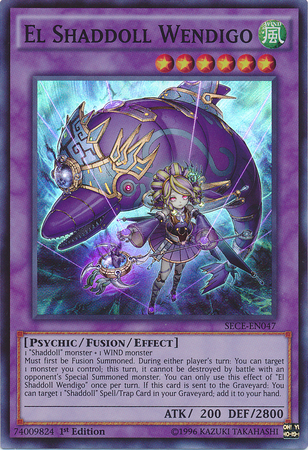 El Shaddoll Wendigo
WIND
風
SECE-EN047
[Psychic/Fusion/Effect]
1 "Shaddoll" monster + 1 WIND monster
Must first be Fusion Summoned. During either player's turn: You can target
1 monster you control; this turn, it cannot be destroyed by battle with an
opponent's Special Summoned monster. You can only use this effect of "El
Shaddoll Wendigo" once per turn. If this card is sent to the Graveyard: You can
target 1 "Shaddoll" Spell/Trap Card in your Graveyard; add it to your hand.
ATK/ 200 DEF/2800
74009824 1st Edition ©1996 KAZUKI TAKAHASHI